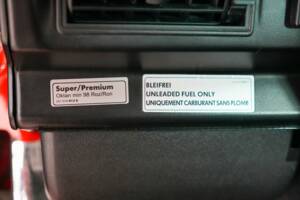 Super/Premium
Oktan min 98 Roz/Ron
BLEIFREI
UNLEADED FUEL ONLY
UNIQUEMENT CARBURANT SANS PLOMB